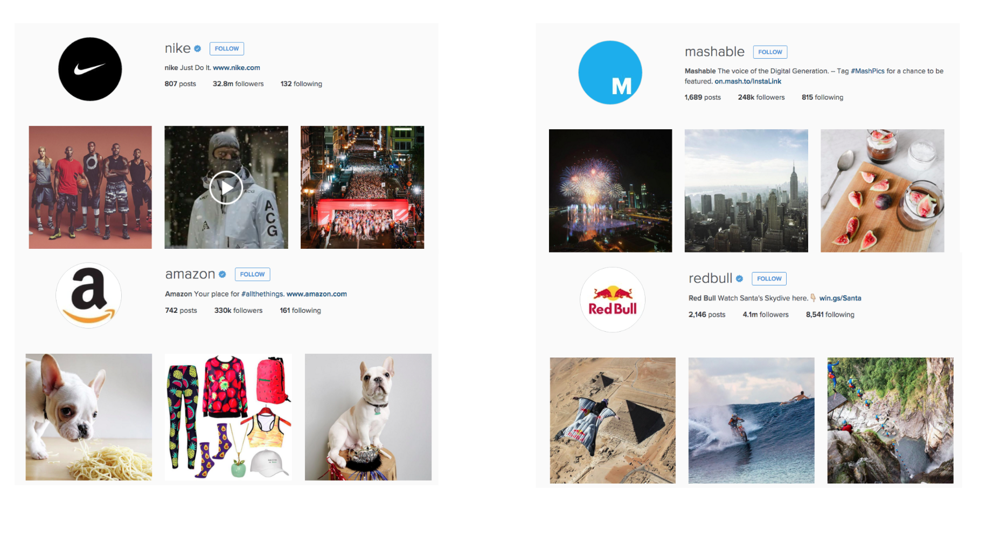 nike FOLLOW
nike Just Do It. www.nike.com
807 posts 32.8m followers 132 following
ACG
A
C
G
nikewomen
amazon FOLLOW
a
Amazon Your place for #allthethings. www.amazon.com
742 posts 330k followers 161 following
mashable FOLLOW
M
Mashable The voice of the Digital Generation. -- Tag #MashPics for a chance to be
featured. on.mash.to/InstaLink
1,689 posts 248k followers 815 following
redbull FOLLOW
Red Bull
Red Bull Watch Santa's Skydive here. 👇🏻 win.gs/Santa
2,146 posts 4.1m followers 8,541 following
Red Bull